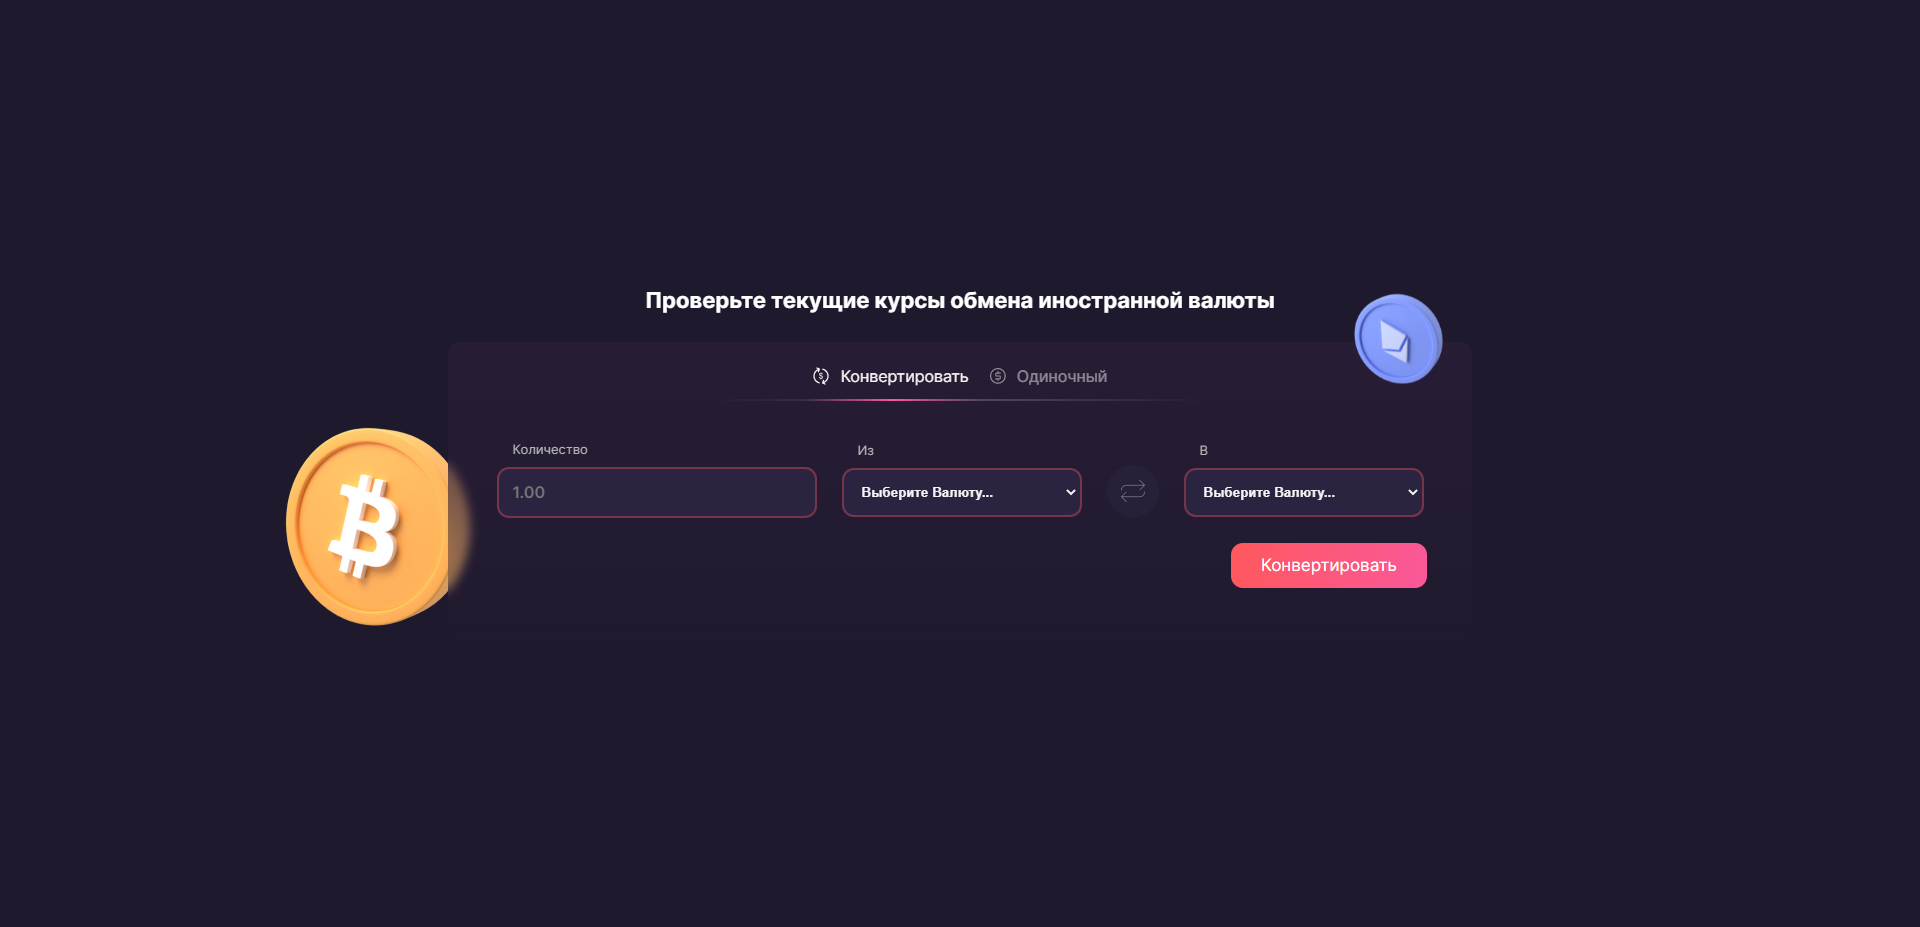 Проверьте текущие курсы обмена иностранной валюты
Конвертировать
Одиночный
Количество
Из
В
1.00
Выберите Валюту...
Выберите Валюту...
Конвертировать